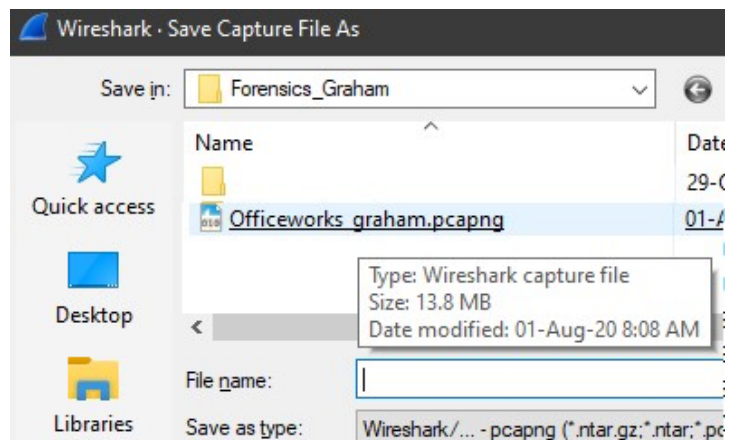 Wireshark · Save Capture File As
Save in: Forensics_Graham
Name Date
29-
Quick access
Officeworks_graham.pcapng 01-
Type: Wireshark capture file
Size: 13.8 MB
Date modified: 01-Aug-20 8:08 AM
Desktop
File name:
Libraries
Save as type: Wireshark/... - pcapng (*.ntar.gz;*.ntar;*.pc